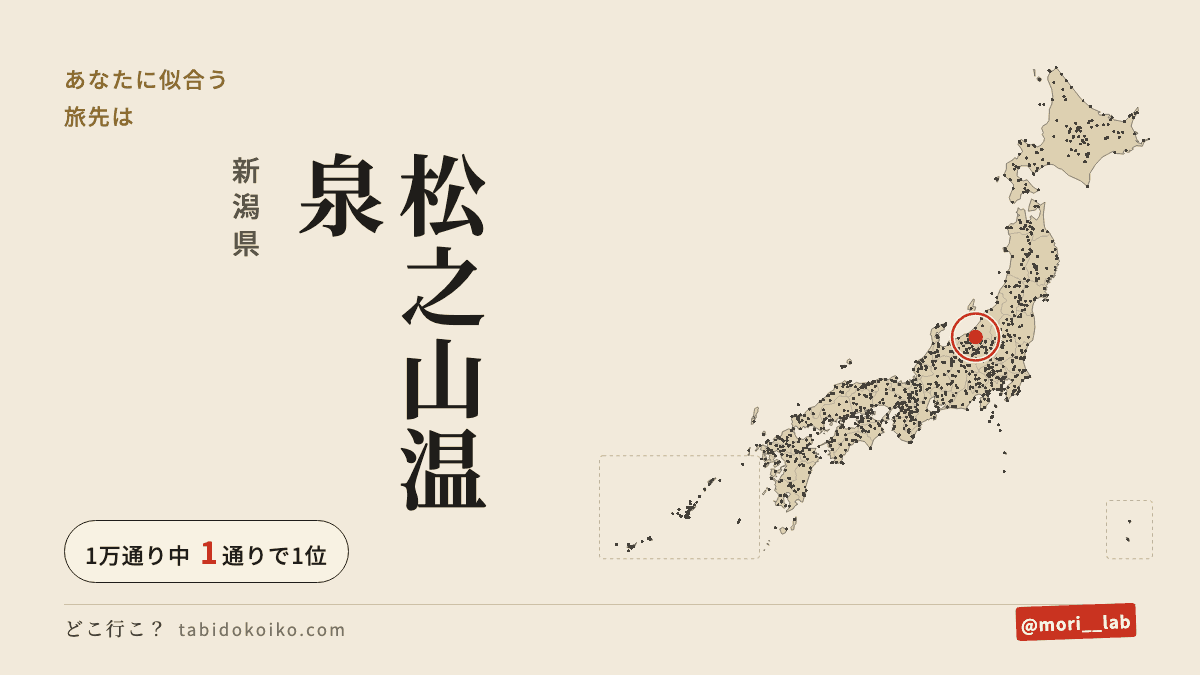 あなたに似合う
旅先は
松之山温
泉
新潟県
1万通り中 1通りで1位
どこ行こ？ tabidokoiko.com
@mori__lab